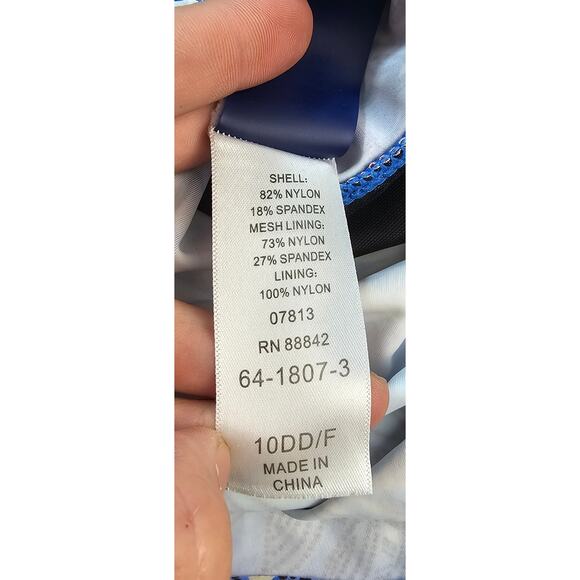 SHELL:
82% NYLON
18% SPANDEX
MESH LINING:
73% NYLON
27% SPANDEX
LINING:
100% NYLON
07813
RN 88842
64-1807-3
10DD/F
MADE IN
CHINA